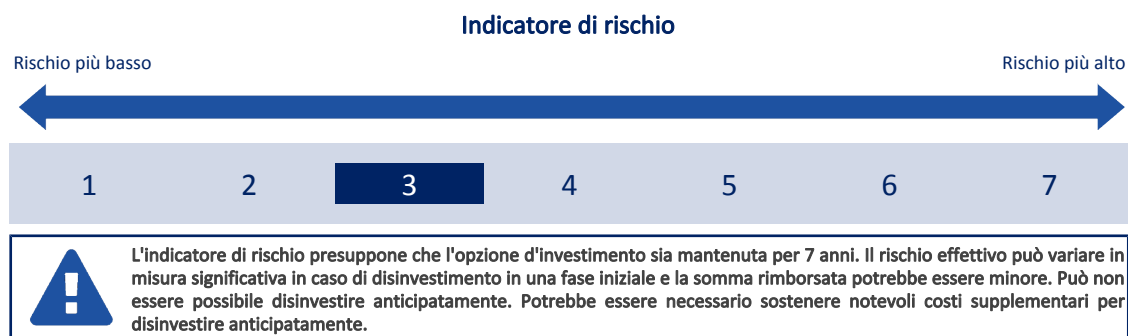 Indicatore di rischio
Rischio più basso
Rischio più alto
1 2 3 4 5 6 7
L'indicatore di rischio presuppone che l'opzione d'investimento sia mantenuta per 7 anni. Il rischio effettivo può variare in
misura significativa in caso di disinvestimento in una fase iniziale e la somma rimborsata potrebbe essere minore. Può non
essere possibile disinvestire anticipatamente. Potrebbe essere necessario sostenere notevoli costi supplementari per
disinvestire anticipatamente.